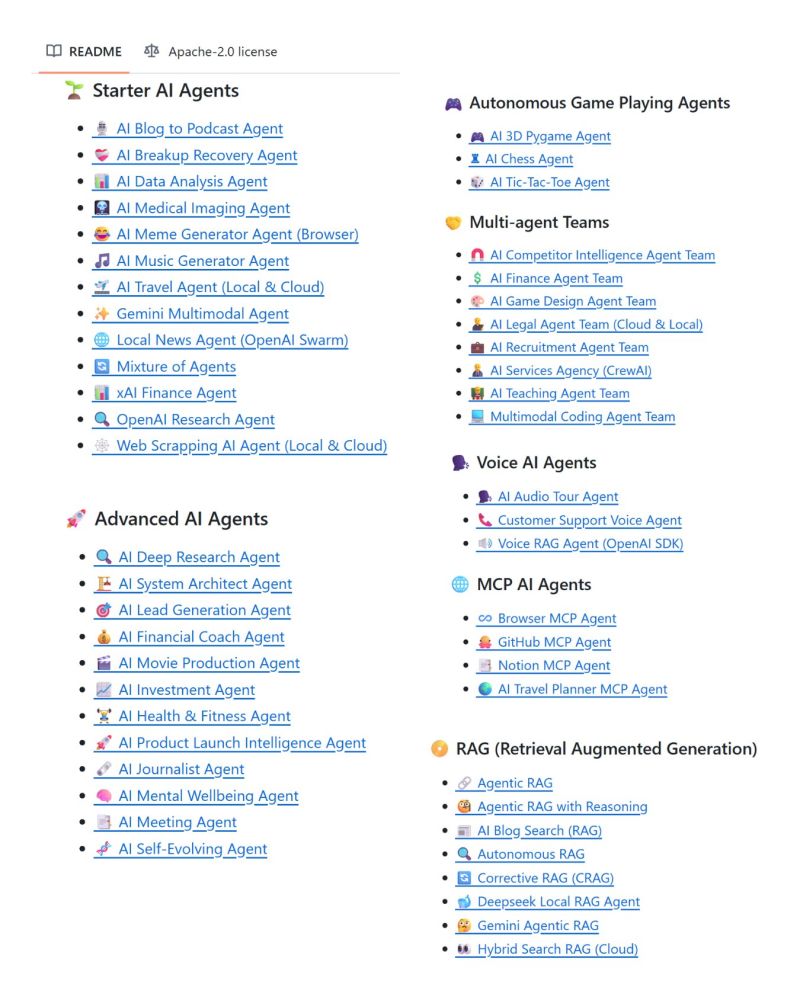 README Apache-2.0 license
Starter AI Agents
AI Blog to Podcast Agent
AI Breakup Recovery Agent
AI Data Analysis Agent
AI Medical Imaging Agent
AI Meme Generator Agent (Browser)
AI Music Generator Agent
AI Travel Agent (Local & Cloud)
Gemini Multimodal Agent
Local News Agent (OpenAI Swarm)
Mixture of Agents
xAI Finance Agent
OpenAI Research Agent
Web Scrapping AI Agent (Local & Cloud)
Advanced AI Agents
AI Deep Research Agent
AI System Architect Agent
AI Lead Generation Agent
AI Financial Coach Agent
AI Movie Production Agent
AI Investment Agent
AI Health & Fitness Agent
AI Product Launch Intelligence Agent
AI Journalist Agent
AI Mental Wellbeing Agent
AI Meeting Agent
AI Self-Evolving Agent
Autonomous Game Playing Agents
AI 3D Pygame Agent
AI Chess Agent
AI Tic-Tac-Toe Agent
Multi-agent Teams
AI Competitor Intelligence Agent Team
AI Finance Agent Team
AI Game Design Agent Team
AI Legal Agent Team (Cloud & Local)
AI Recruitment Agent Team
AI Services Agency (CrewAI)
AI Teaching Agent Team
Multimodal Coding Agent Team
Voice AI Agents
AI Audio Tour Agent
Customer Support Voice Agent
Voice RAG Agent (OpenAI SDK)
MCP AI Agents
Browser MCP Agent
GitHub MCP Agent
Notion MCP Agent
AI Travel Planner MCP Agent
RAG (Retrieval Augmented Generation)
Agentic RAG
Agentic RAG with Reasoning
AI Blog Search (RAG)
Autonomous RAG
Corrective RAG (CRAG)
Deepseek Local RAG Agent
Gemini Agentic RAG
Hybrid Search RAG (Cloud)